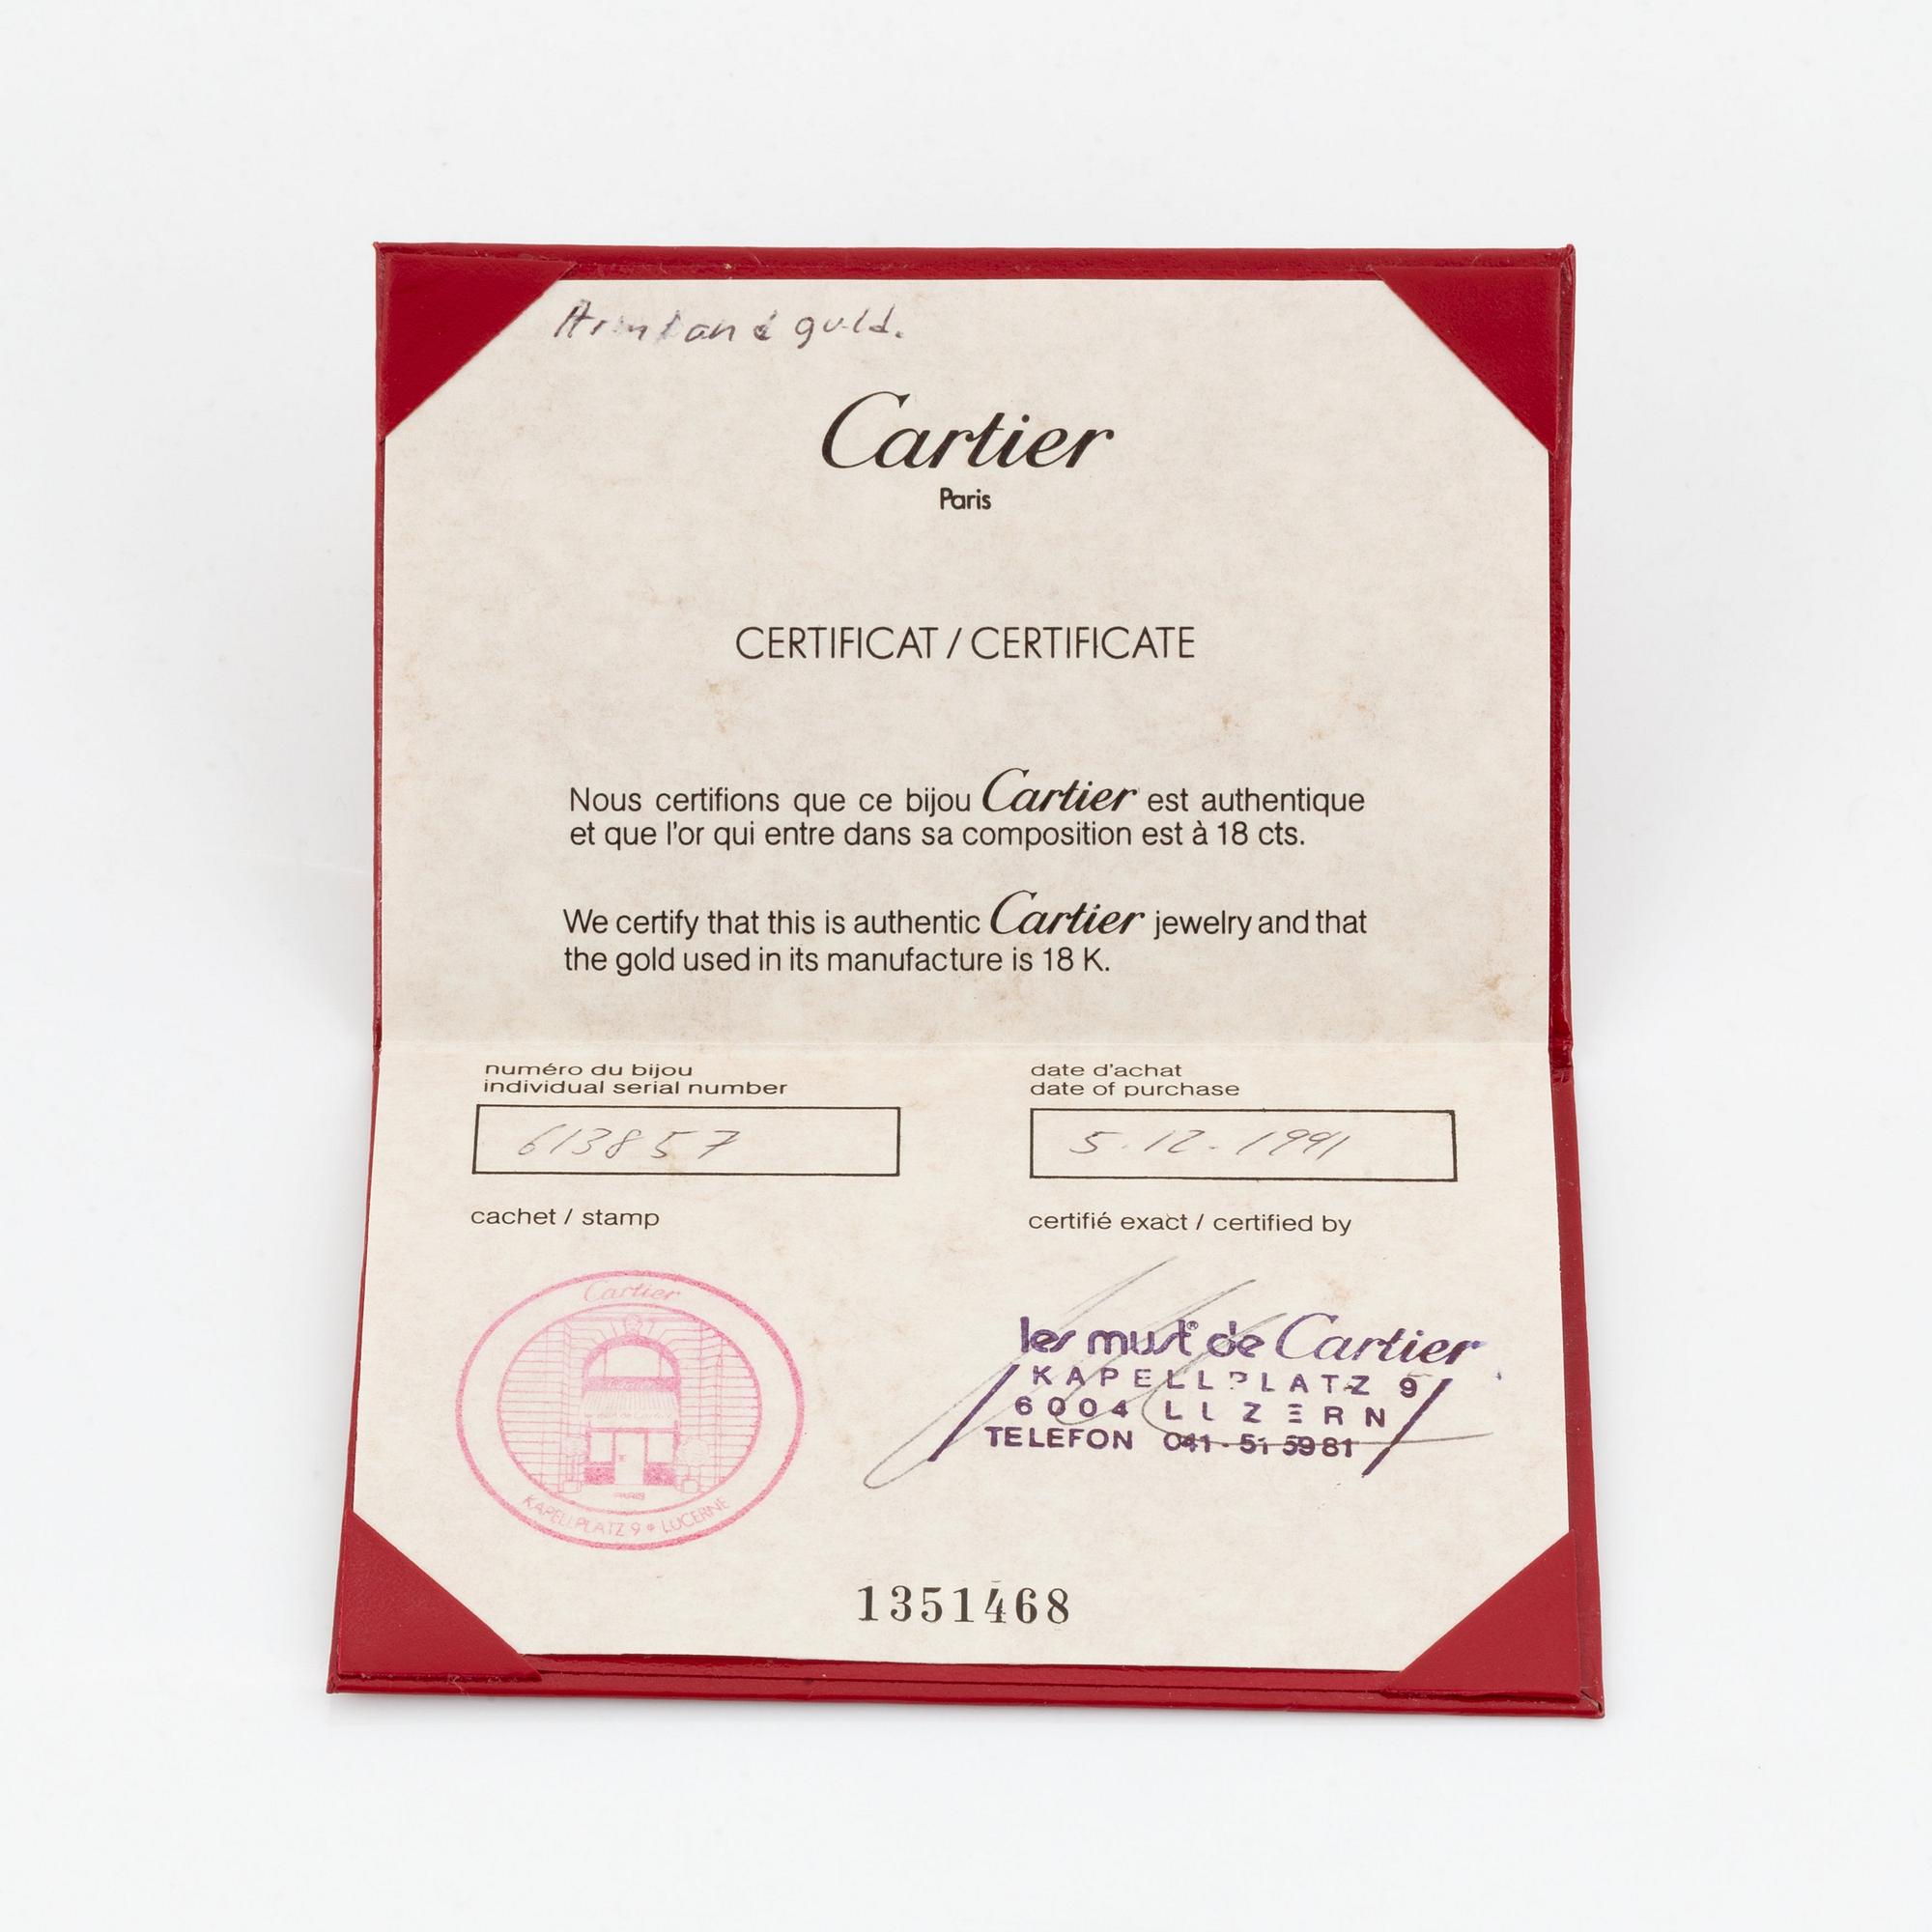 Armband guld.
Cartier
Paris
CERTIFICAT / CERTIFICATE
Nous certifions que ce bijou Cartier est authentique
et que l'or qui entre dans sa composition est à 18 cts.
We certify that this is authentic Cartier jewelry and that
the gold used in its manufacture is 18 K.
numéro du bijou
individual serial number
613857
date d'achat
date of purchase
5.12.1991
cachet / stamp
certifié exact / certified by
Cartier
KAPELLPLATZ 9 • LUCERNE
les must de Cartier
KAPELLPLATZ 9
6004 LUZERN
TELEFON 041-51 59 81
1351468